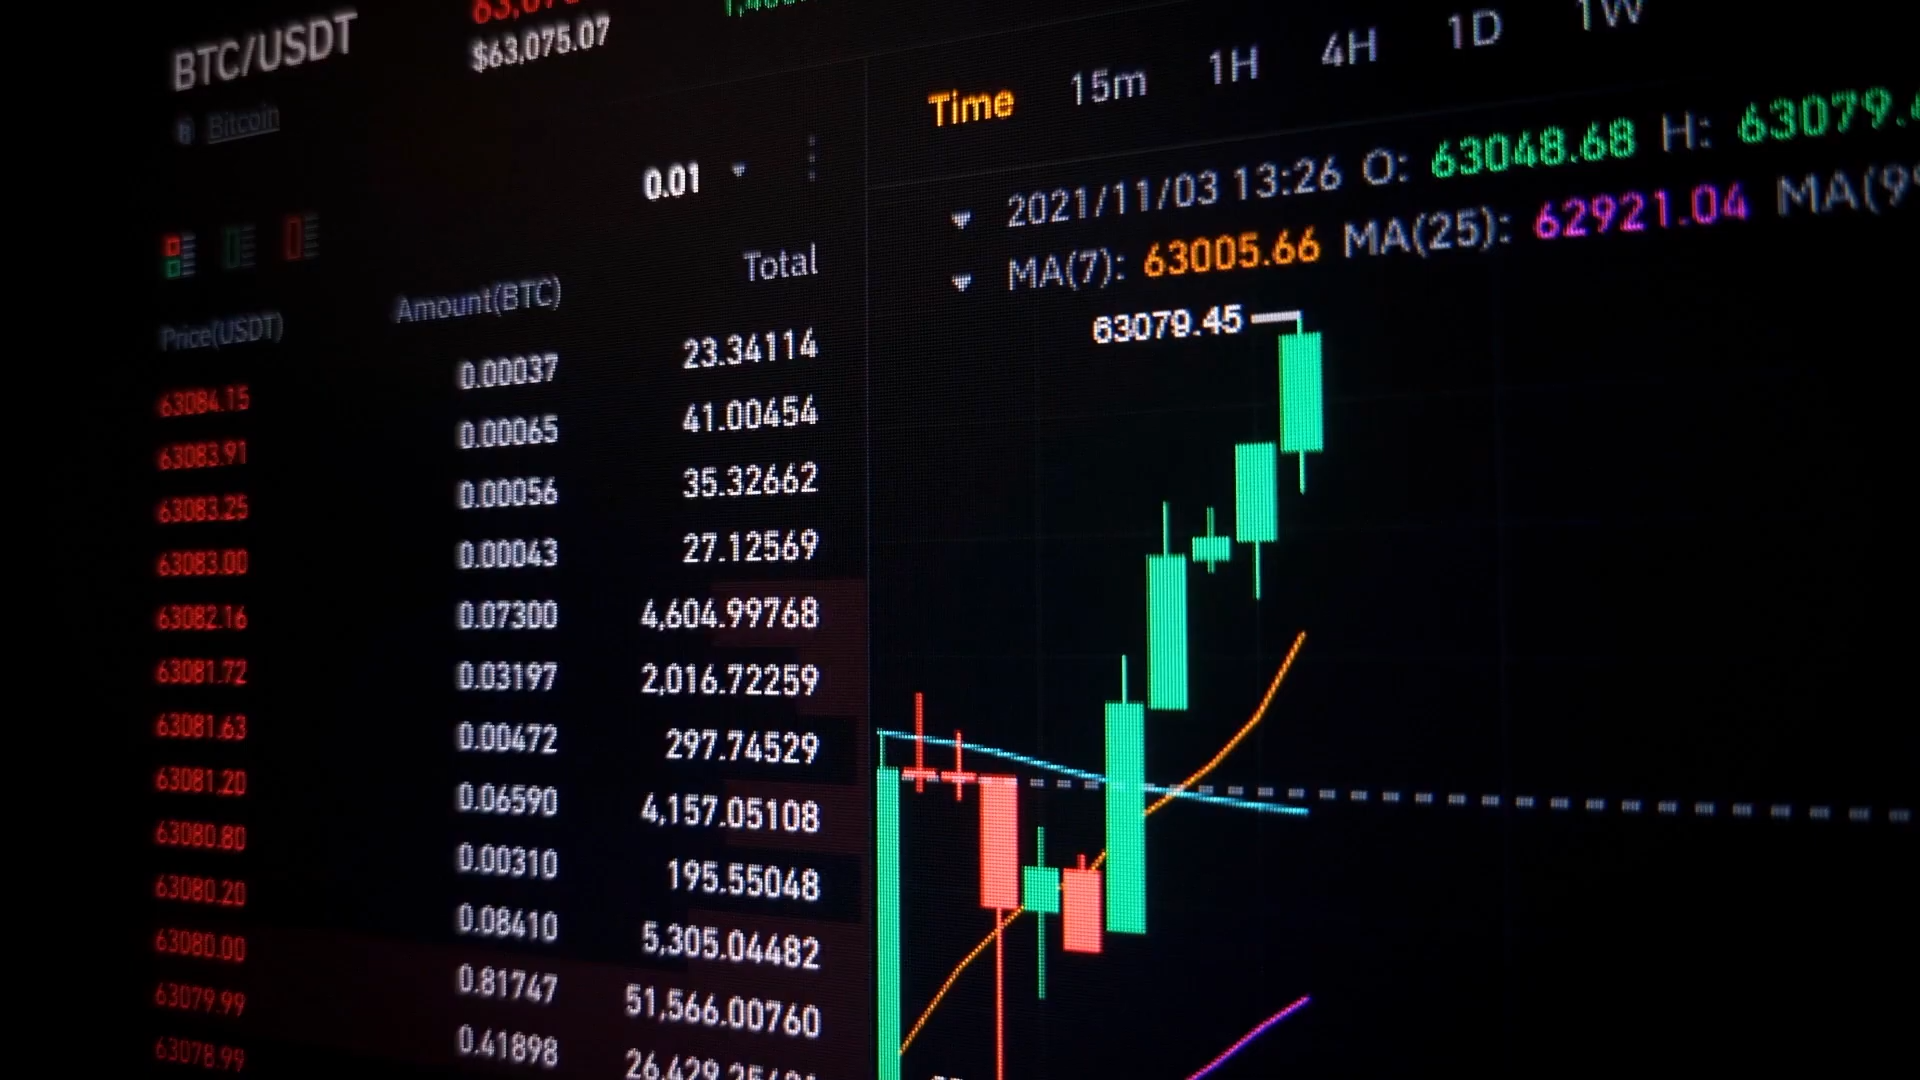 BTC/USDT
$63,075.07
Bitcoin
0.01
Price(USDT) Amount(BTC) Total
63084.15 0.00037 23.34114
63083.91 0.00065 41.00454
63083.25 0.00056 35.32662
63083.00 0.00043 27.12569
63082.16 0.07300 4,604.99768
63081.72 0.03197 2,016.72259
63081.63 0.00472 297.74529
63081.20 0.06590 4,157.05108
63080.80 0.00310 195.55048
63080.20 0.08410 5,305.04482
63080.00 0.81747 51,566.00760
63079.99 0.41898
63078.99
Time 15m 1H 4H 1D 1W
2021/11/03 13:26 O: 63048.68 H: 63079.
MA(7): 63005.66 MA(25): 62921.04
63079.45